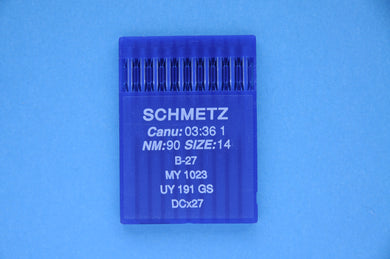 SCHMETZ
Canu: 03:36 1
NM:90 SIZE:14
B-27
MY 1023
UY 191 GS
DCx27